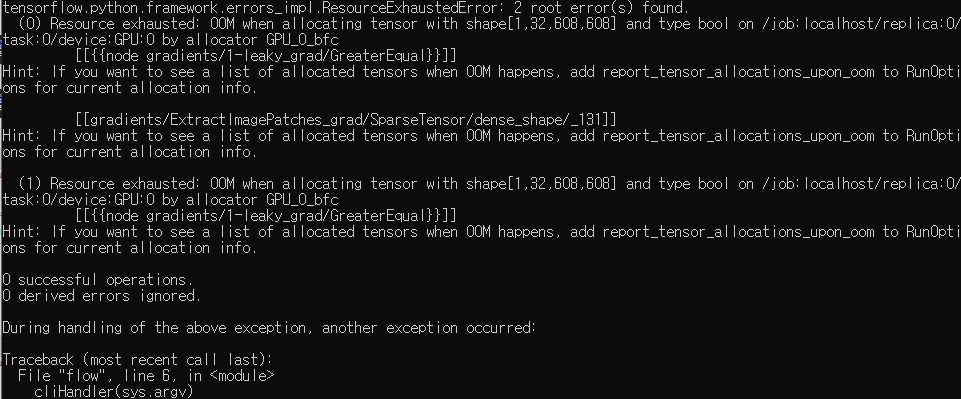 tensorflow.python.framework.errors_impl.ResourceExhaustedError: 2 root error(s) found.
(0) Resource exhausted: OOM when allocating tensor with shape[1,32,608,608] and type bool on /job:localhost/replica:0/
task:0/device:GPU:0 by allocator GPU_0_bfc
[[{{node gradients/1-leaky_grad/GreaterEqual}}]]
Hint: If you want to see a list of allocated tensors when OOM happens, add report_tensor_allocations_upon_oom to RunOpti
ons for current allocation info.
[[gradients/ExtractImagePatches_grad/SparseTensor/dense_shape/_131]]
Hint: If you want to see a list of allocated tensors when OOM happens, add report_tensor_allocations_upon_oom to RunOpti
ons for current allocation info.
(1) Resource exhausted: OOM when allocating tensor with shape[1,32,608,608] and type bool on /job:localhost/replica:0/
task:0/device:GPU:0 by allocator GPU_0_bfc
[[{{node gradients/1-leaky_grad/GreaterEqual}}]]
Hint: If you want to see a list of allocated tensors when OOM happens, add report_tensor_allocations_upon_oom to RunOpti
ons for current allocation info.
0 successful operations.
0 derived errors ignored.
During handling of the above exception, another exception occurred:
Traceback (most recent call last):
File "flow", line 6, in <module>
cliHandler(sys.argv)